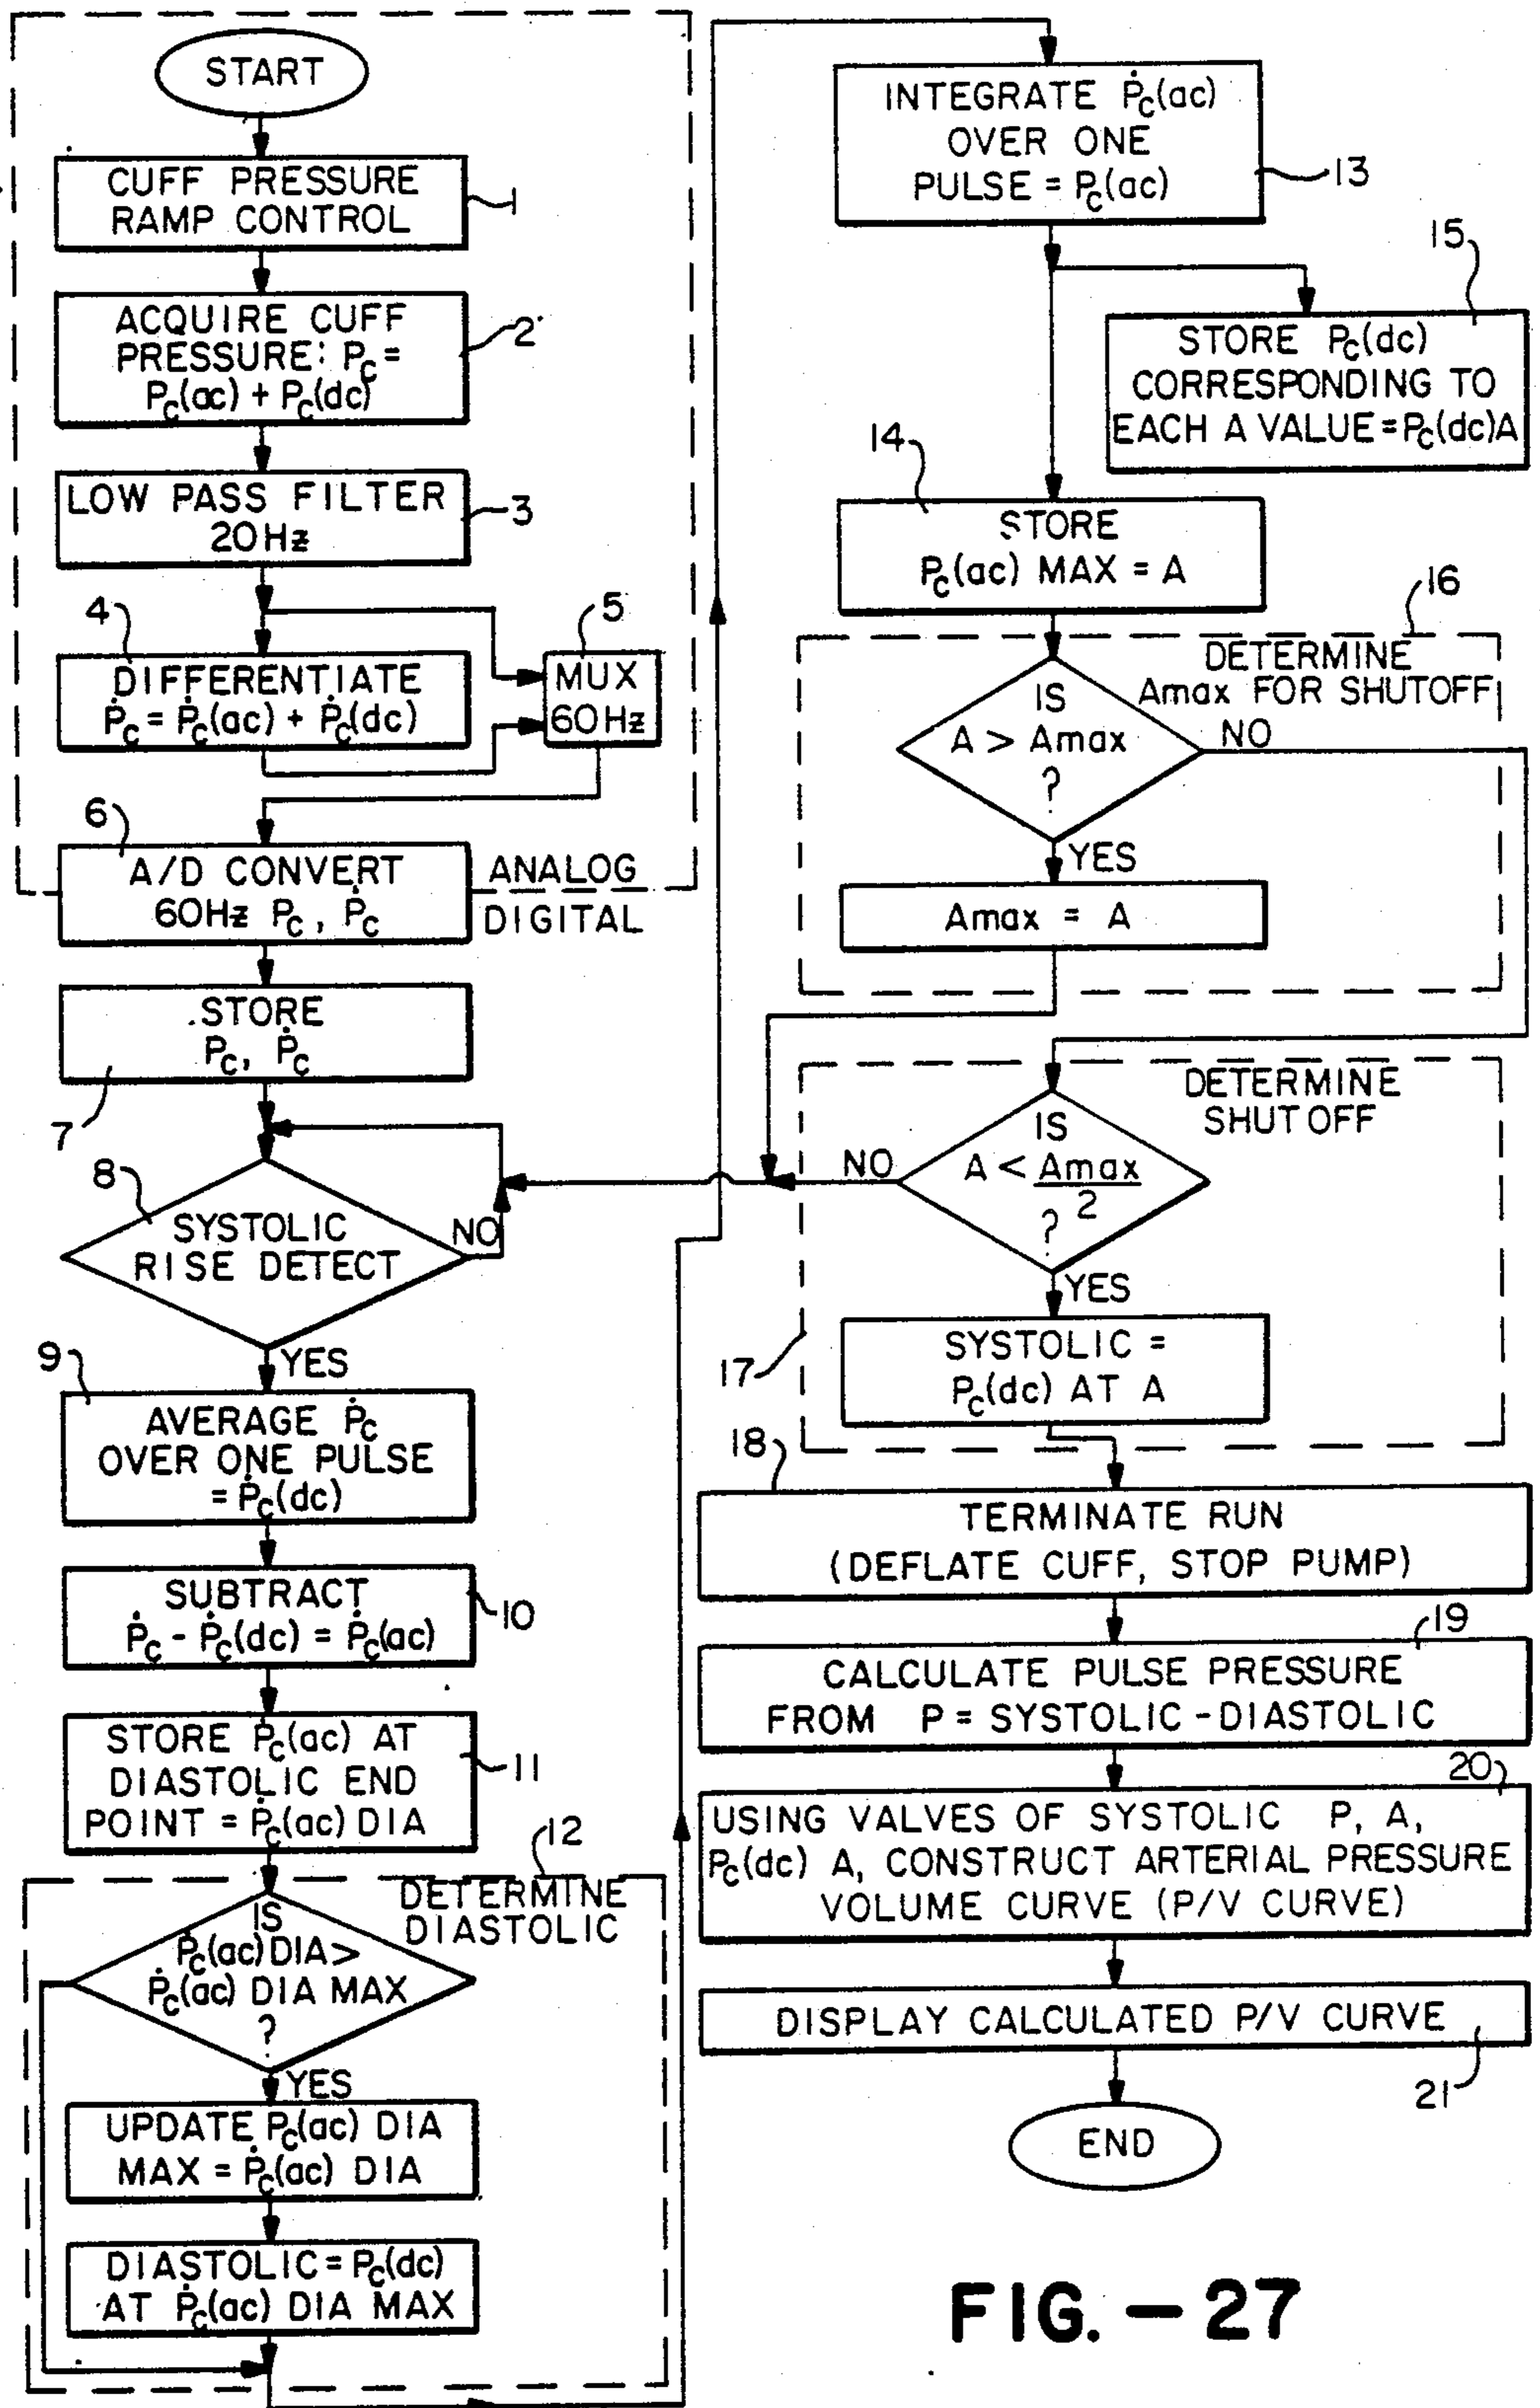 START
CUFF PRESSURE
RAMP CONTROL
1
ACQUIRE CUFF
PRESSURE: Pc =
Pc(ac) + Pc(dc)
2
LOW PASS FILTER
20Hz
3
4
DIFFERENTIATE
Ṗc = Ṗc(ac) + Ṗc(dc)
5
MUX
60Hz
6
A/D CONVERT
60Hz Pc, Ṗc
ANALOG
DIGITAL
STORE
Pc, Ṗc
7
8
SYSTOLIC
RISE DETECT
NO
YES
9
AVERAGE Ṗc
OVER ONE PULSE
= Ṗc(dc)
SUBTRACT
Ṗc - Ṗc(dc) = Ṗc(ac)
10
STORE Ṗc(ac) AT
DIASTOLIC END
POINT = Ṗc(ac) DIA
11
12
DETERMINE
DIASTOLIC
IS
Ṗc(ac) DIA >
Ṗc(ac) DIA MAX
?
YES
UPDATE Ṗc(ac) DIA
MAX = Ṗc(ac) DIA
DIASTOLIC = Pc(dc)
AT Ṗc(ac) DIA MAX
INTEGRATE Ṗc(ac)
OVER ONE
PULSE = Pc(ac)
13
15
STORE Pc(dc)
CORRESPONDING TO
EACH A VALUE = Pc(dc)A
14
STORE
Pc(ac) MAX = A
16
DETERMINE
Amax FOR SHUTOFF
IS
A > Amax
?
NO
YES
Amax = A
DETERMINE
SHUTOFF
IS
A < Amax
2
?
NO
YES
17
SYSTOLIC =
Pc(dc) AT A
18
TERMINATE RUN
(DEFLATE CUFF, STOP PUMP)
19
CALCULATE PULSE PRESSURE
FROM P = SYSTOLIC - DIASTOLIC
20
USING VALVES OF SYSTOLIC P, A,
Pc(dc) A, CONSTRUCT ARTERIAL PRESSURE
VOLUME CURVE (P/V CURVE)
DISPLAY CALCULATED P/V CURVE
21
END
FIG. - 27